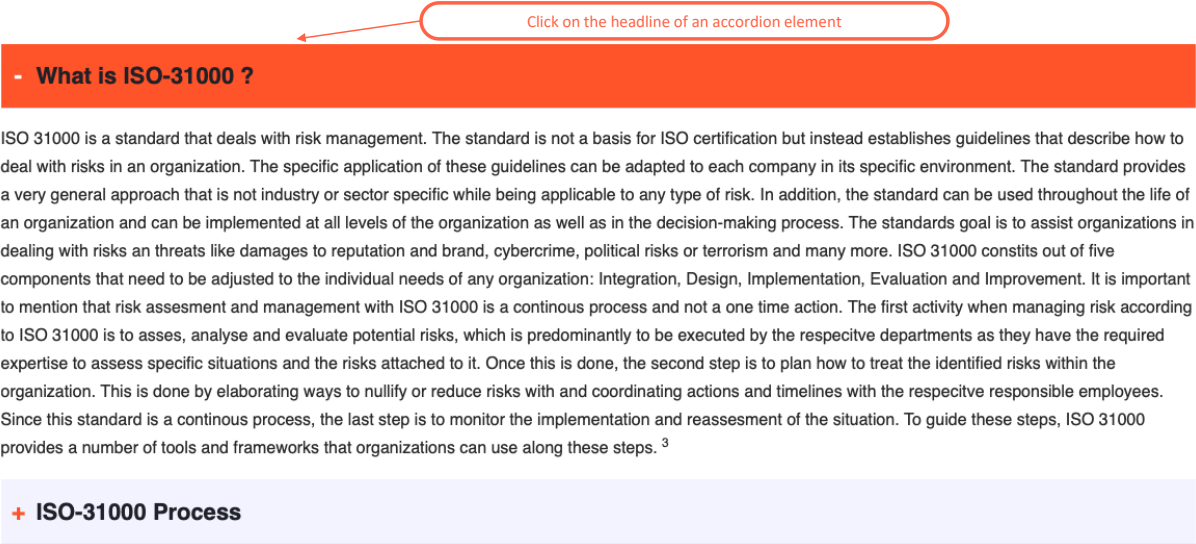 Click on the headline of an accordion element
- What is ISO-31000 ?
ISO 31000 is a standard that deals with risk management. The standard is not a basis for ISO certification but instead establishes guidelines that describe how to
deal with risks in an organization. The specific application of these guidelines can be adapted to each company in its specific environment. The standard provides
a very general approach that is not industry or sector specific while being applicable to any type of risk. In addition, the standard can be used throughout the life of
an organization and can be implemented at all levels of the organization as well as in the decision-making process. The standards goal is to assist organizations in
dealing with risks an threats like damages to reputation and brand, cybercrime, political risks or terrorism and many more. ISO 31000 constits out of five
components that need to be adjusted to the individual needs of any organization: Integration, Design, Implementation, Evaluation and Improvement. It is important
to mention that risk assesment and management with ISO 31000 is a continous process and not a one time action. The first activity when managing risk according
to ISO 31000 is to asses, analyse and evaluate potential risks, which is predominantly to be executed by the respecitve departments as they have the required
expertise to assess specific situations and the risks attached to it. Once this is done, the second step is to plan how to treat the identified risks within the
organization. This is done by elaborating ways to nullify or reduce risks with and coordinating actions and timelines with the respecitve responsible employees.
Since this standard is a continous process, the last step is to monitor the implementation and reassesment of the situation. To guide these steps, ISO 31000
provides a number of tools and frameworks that organizations can use along these steps. 3
+ ISO-31000 Process